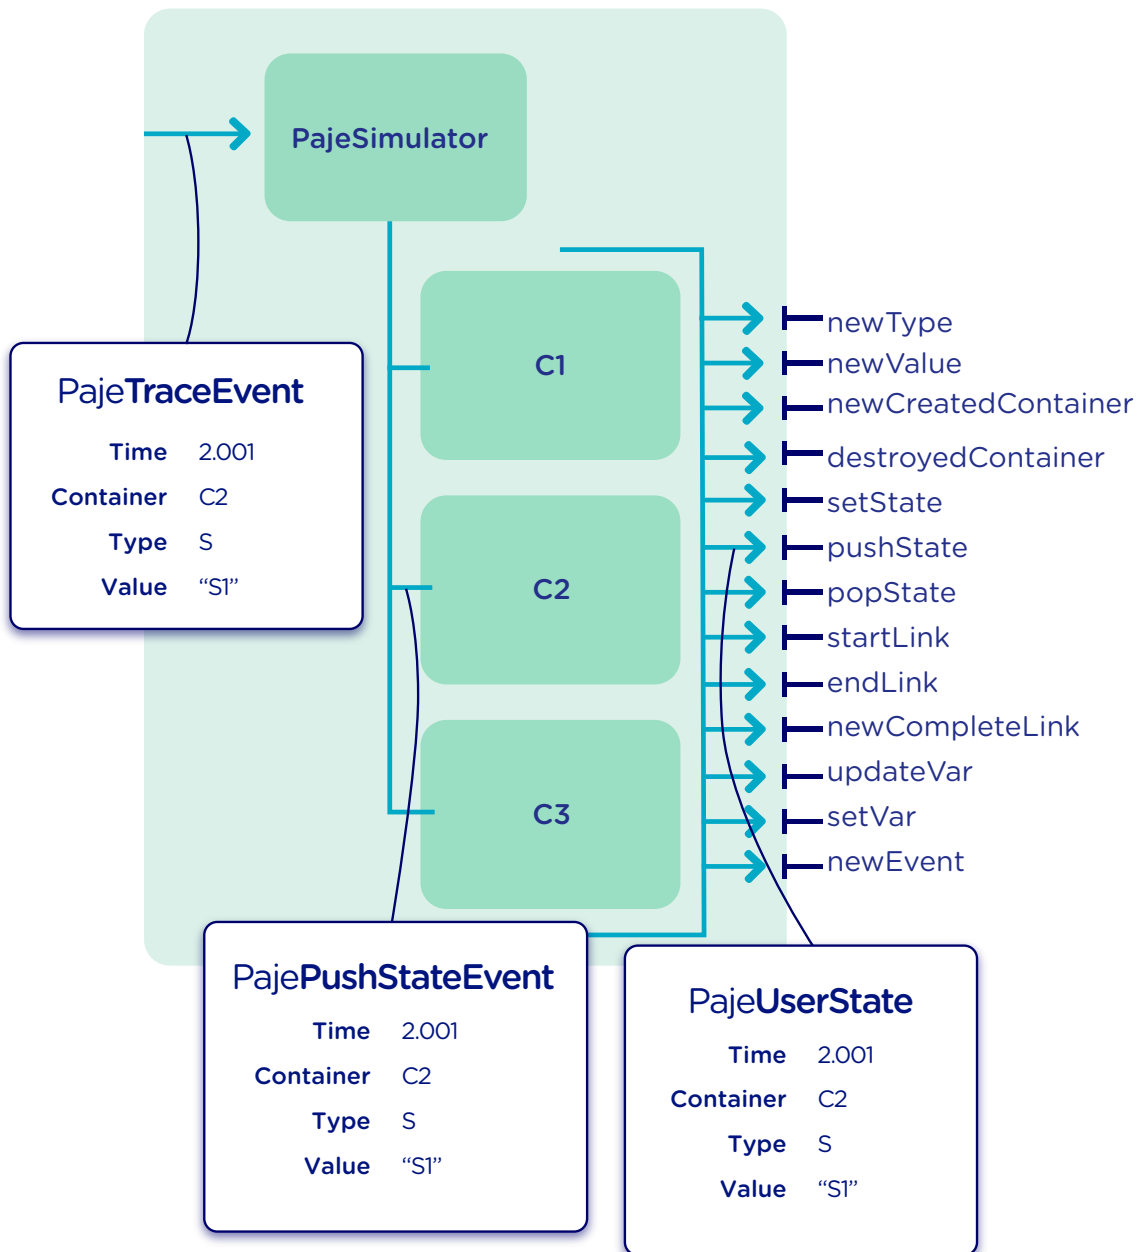 PajeSimulator
C1
C2
C3
newType
newValue
newCreatedContainer
destroyedContainer
setState
pushState
popState
startLink
endLink
newCompleteLink
updateVar
setVar
newEvent
PajeTraceEvent
Time 2.001
Container C2
Type S
Value “S1”
PajePushStateEvent
Time 2.001
Container C2
Type S
Value “S1”
PajeUserState
Time 2.001
Container C2
Type S
Value “S1”